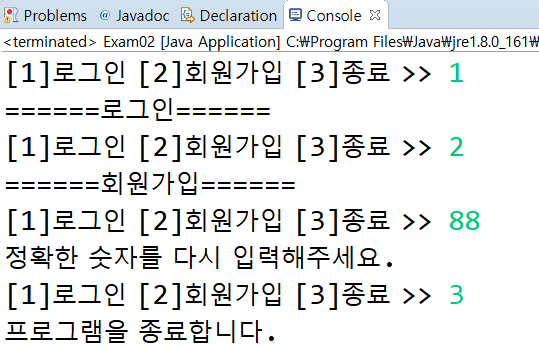 Problems @ Javadoc Declaration Console
<terminated> Exam02 [Java Application] C:₩Program Files₩Java₩jre1.8.0_161₩
[1]로그인 [2]회원가입 [3]종료 >> 1
======로그인======
[1]로그인 [2]회원가입 [3]종료 >> 2
======회원가입======
[1]로그인 [2]회원가입 [3]종료 >> 88
정확한 숫자를 다시 입력해주세요.
[1]로그인 [2]회원가입 [3]종료 >> 3
프로그램을 종료합니다.